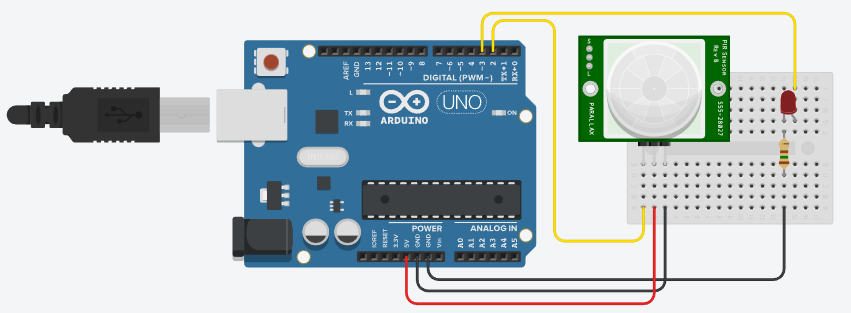 AREF
GND
13
12
~11
~10
~9
8
7
~6
~5
4
~3
2
TX→1
RX←0
DIGITAL (PWM~)
L
TX
RX
ARDUINO
UNO
ON
IOREF
RESET
3.3V
5V
GND
GND
Vin
POWER
A0
A1
A2
A3
A4
A5
ANALOG IN
PIR SENSOR
Rev B
555-28027
PARALLAX